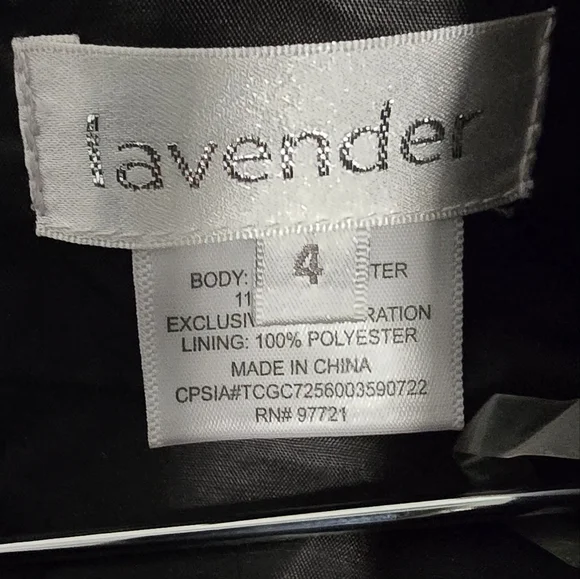 lavender
4
BODY: TER
11
EXCLUSIV RATION
LINING: 100% POLYESTER
MADE IN CHINA
CPSIA#TCGC7256003590722
RN# 97721